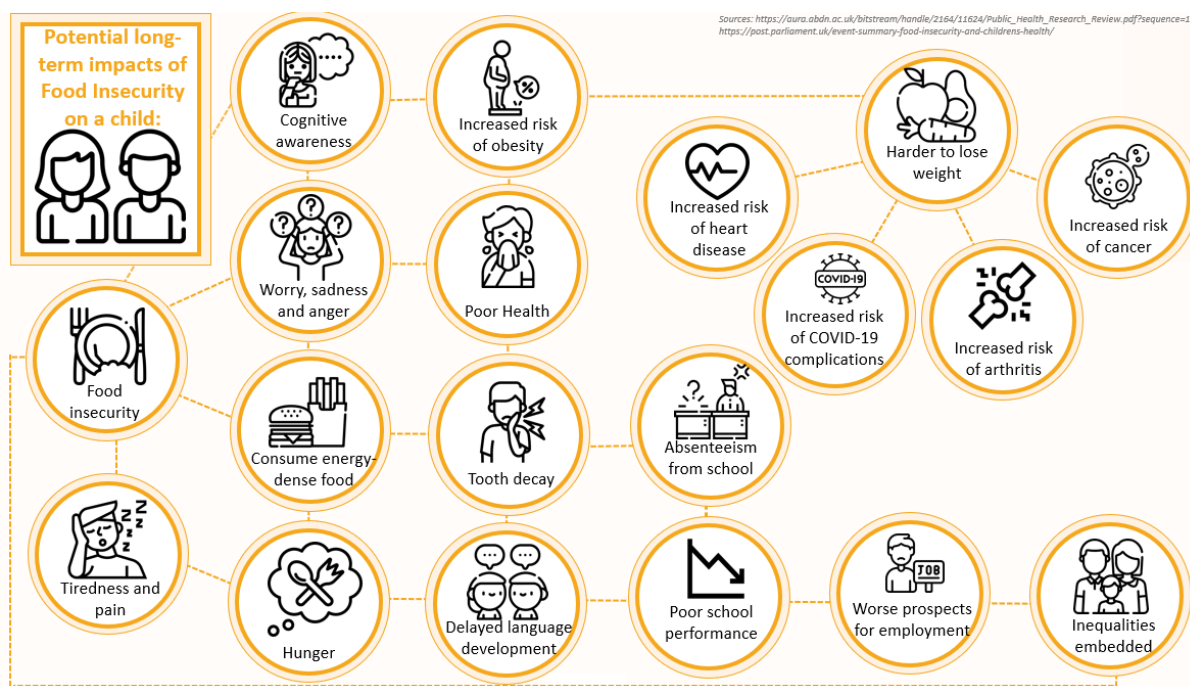 Potential long-
term impacts of
Food Insecurity
on a child:
Sources: https://aura.abdn.ac.uk/bitstream/handle/2164/11624/Public_Health_Research_Review.pdf?sequence=1
https://post.parliament.uk/event-summary-food-insecurity-and-childrens-health/
Cognitive
awareness
%
Increased risk
of obesity
Harder to lose
weight
Increased risk
of heart
disease
Increased risk
of cancer
? ? ?
Worry, sadness
and anger
Poor Health
COVID-19
Increased risk
of COVID-19
complications
Increased risk
of arthritis
Food
insecurity
Consume energy-
dense food
Tooth decay
?
Absenteeism
from school
Z Z
Z Z
Z
Tiredness and
pain
Hunger
Delayed language
development
Poor school
performance
JOB
Worse prospects
for employment
Inequalities
embedded